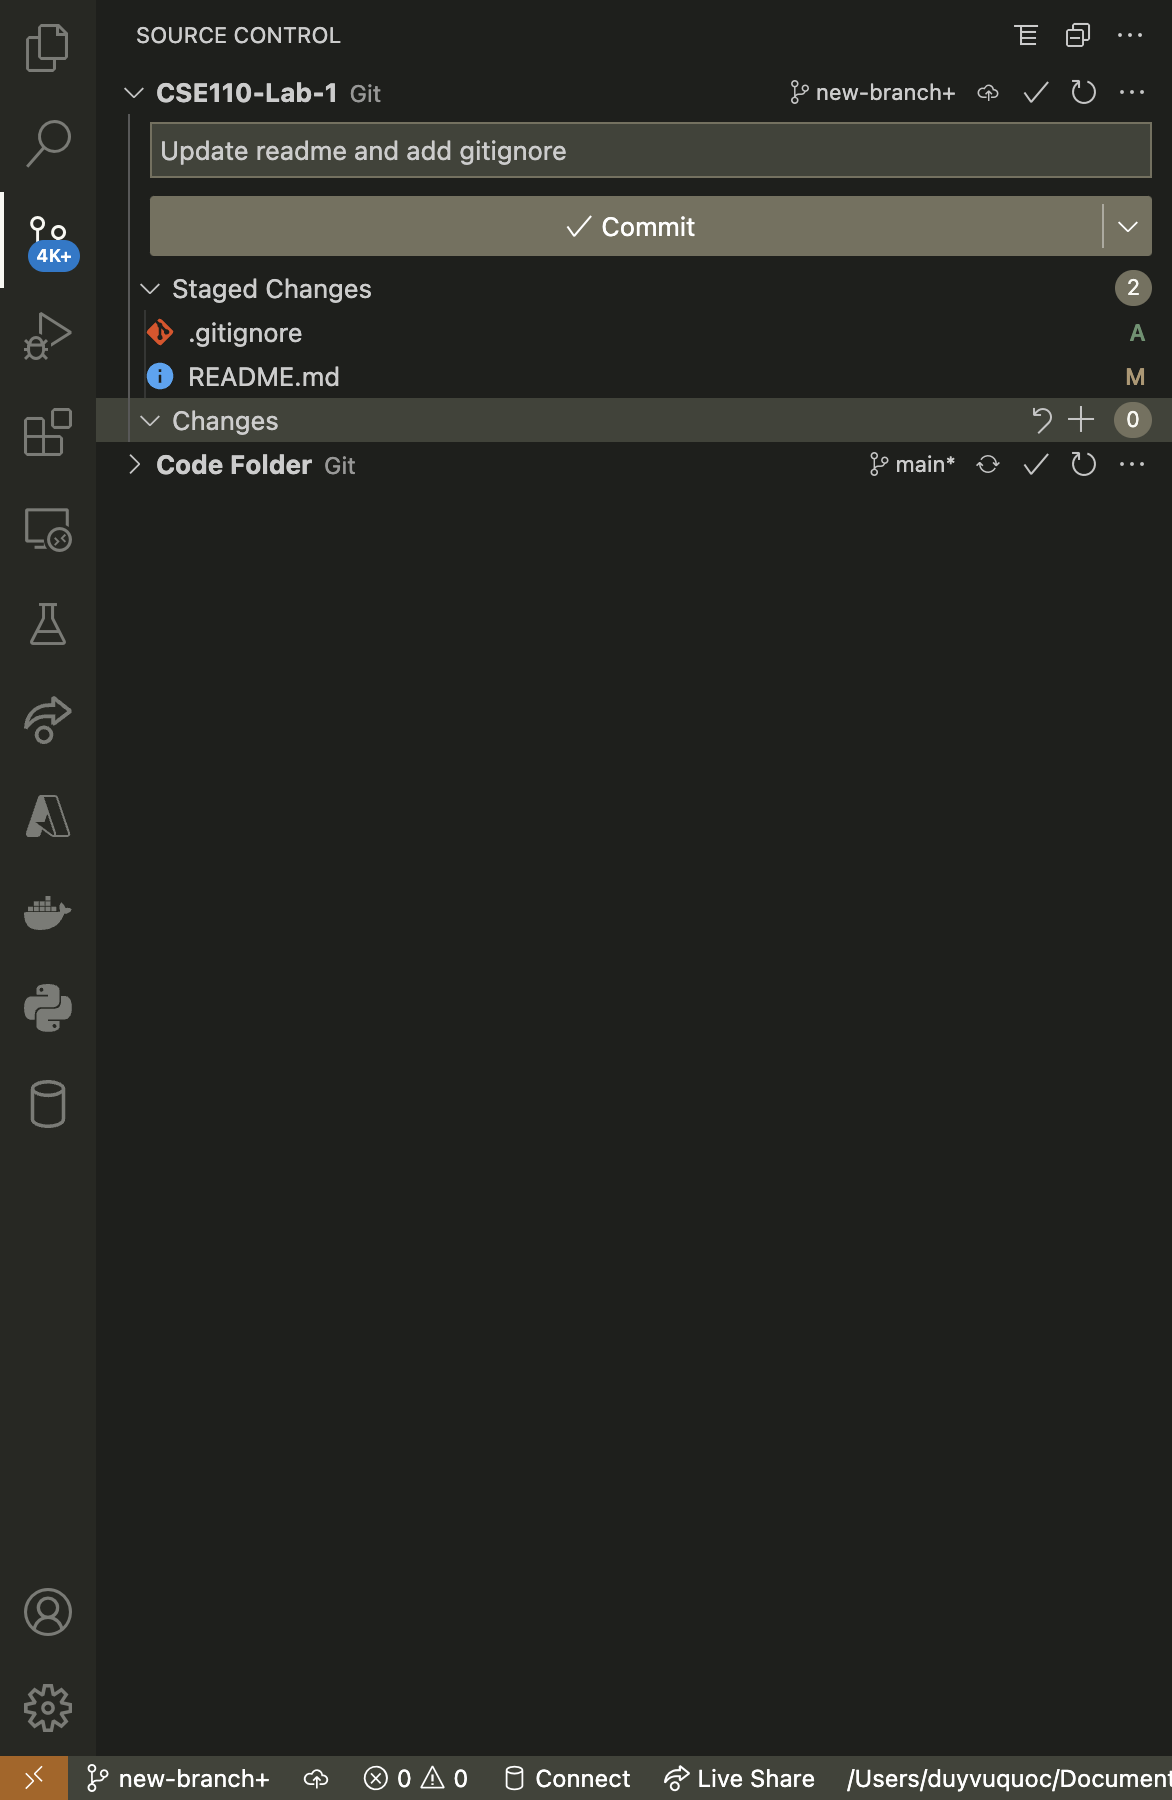 SOURCE CONTROL
CSE110-Lab-1 Git new-branch+
Update readme and add gitignore
Commit
4K+
Staged Changes 2
.gitignore A
README.md M
Changes 0
Code Folder Git main*
new-branch+ 0 0 Connect Live Share /Users/duyvuquoc/Document